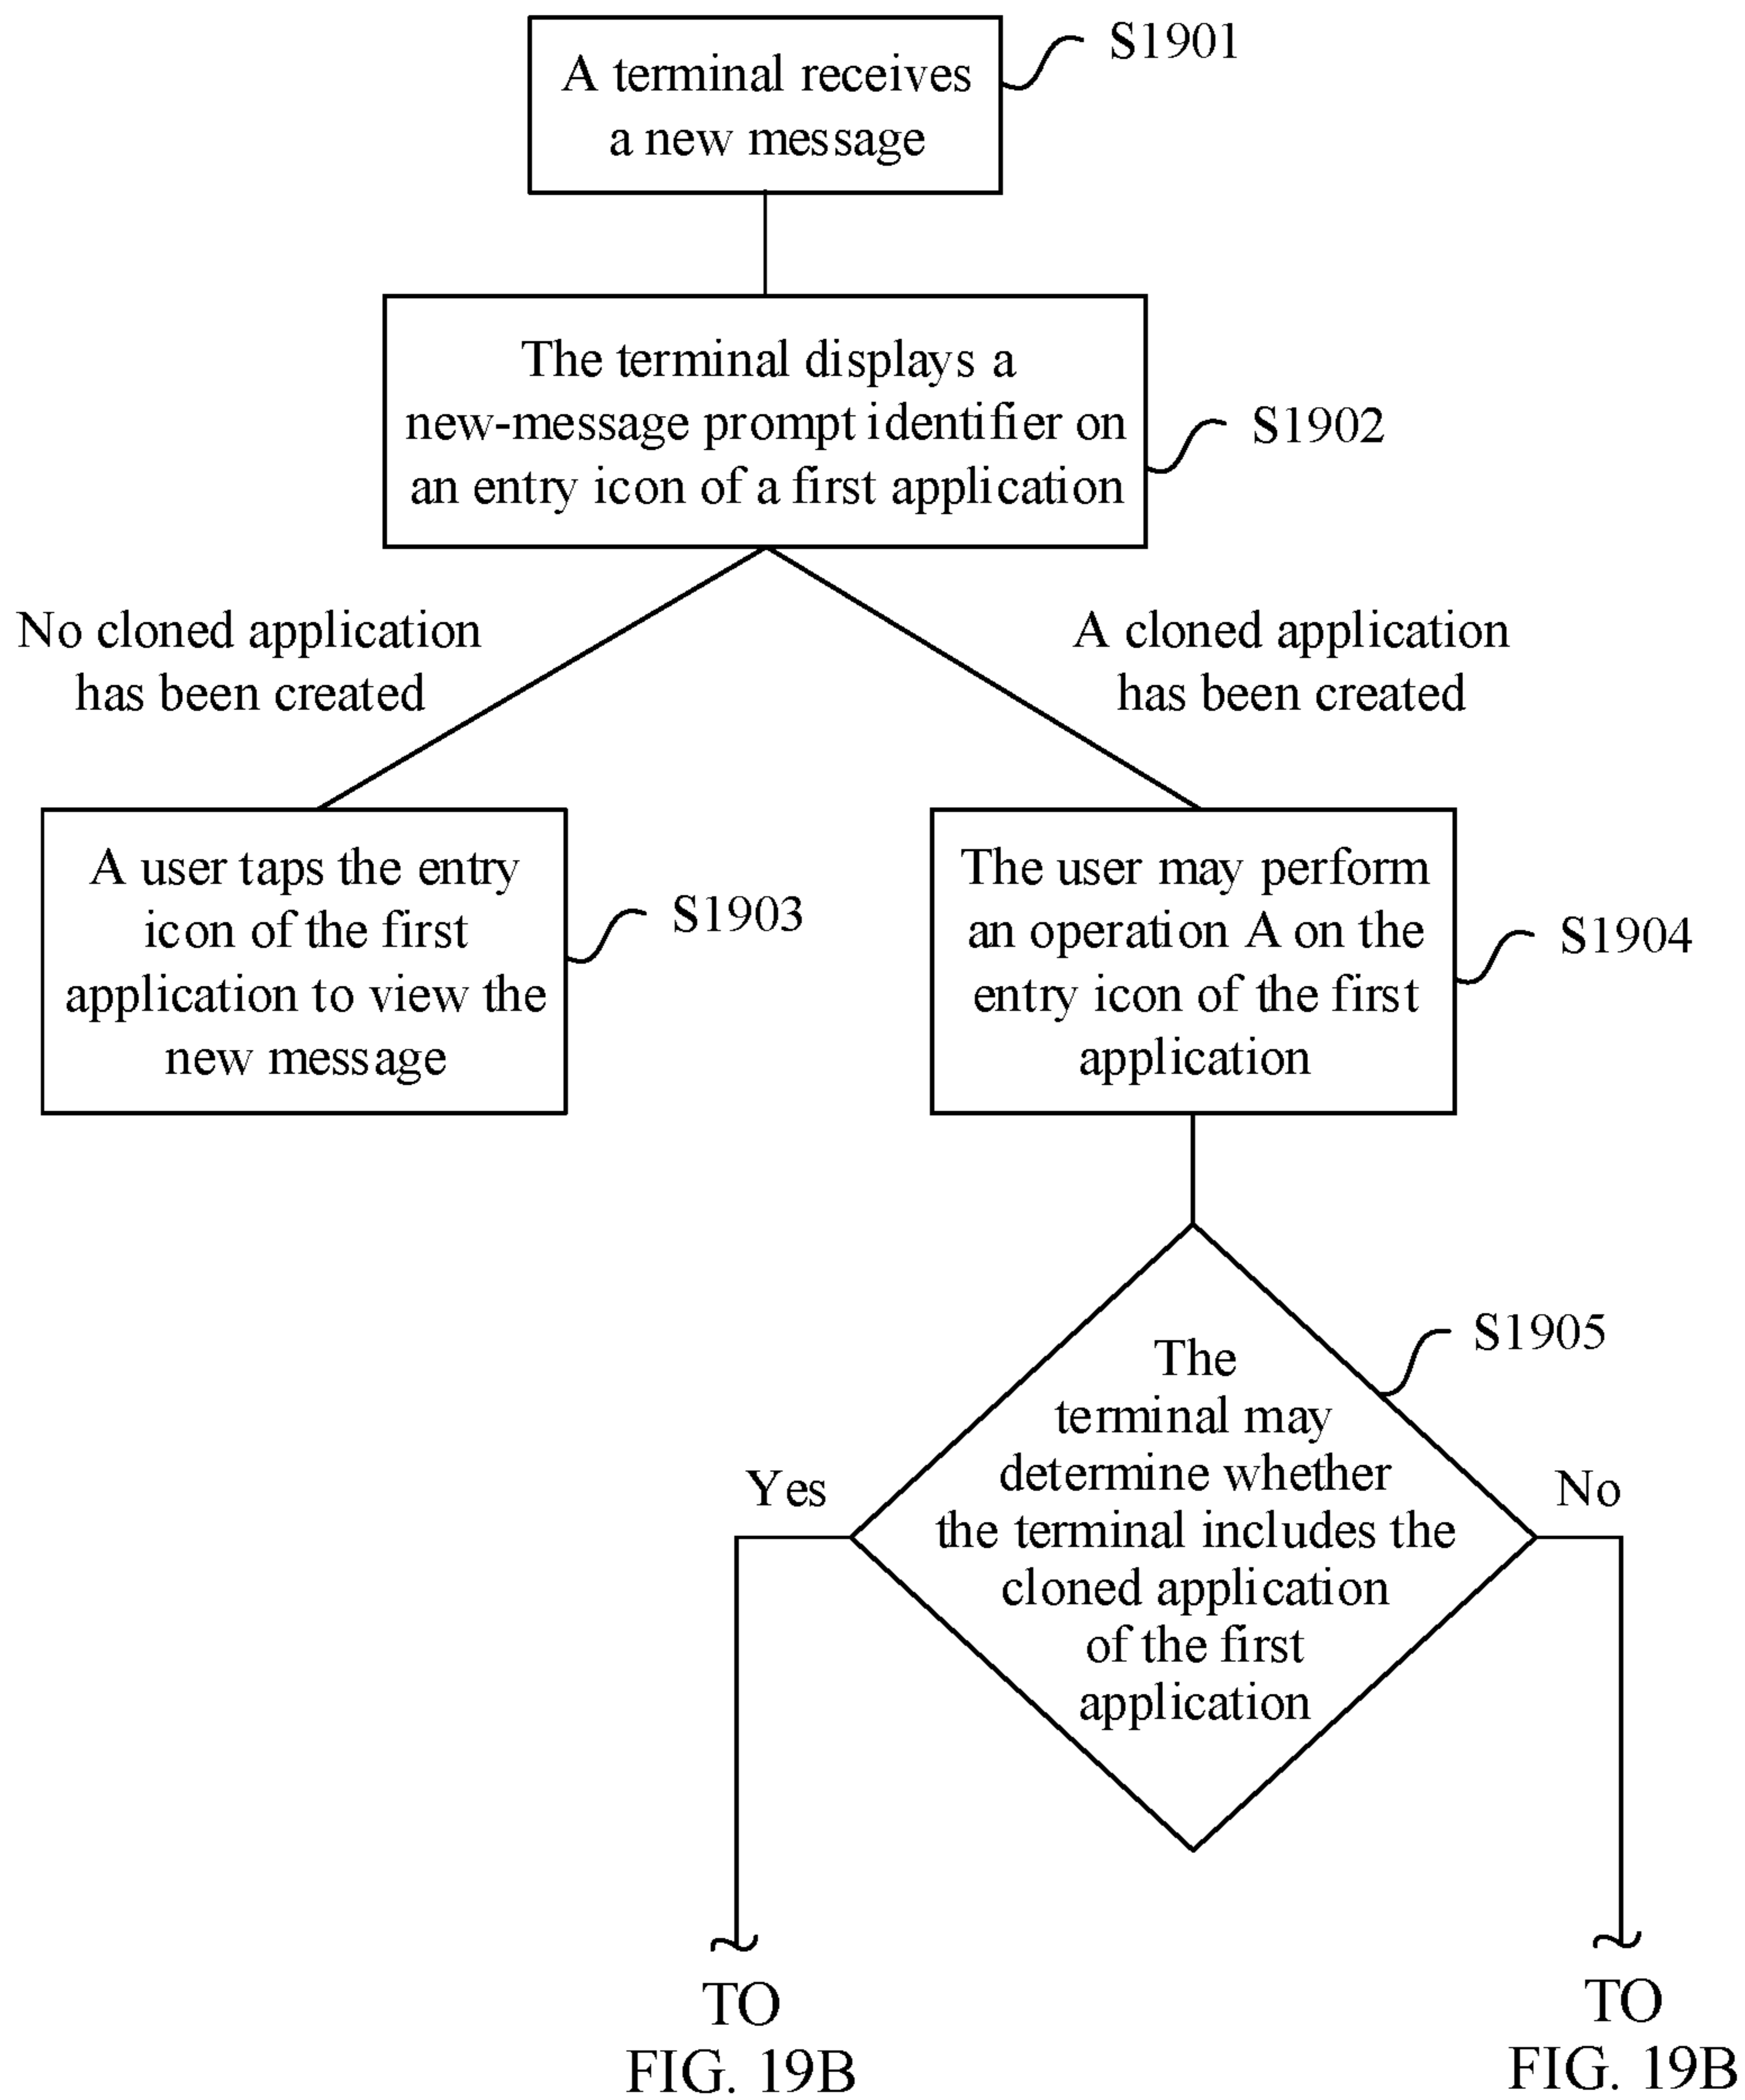 A terminal receives
a new message
S1901
The terminal displays a
new-message prompt identifier on
an entry icon of a first application
S1902
No cloned application
has been created
A cloned application
has been created
A user taps the entry
icon of the first
application to view the
new message
S1903
The user may perform
an operation A on the
entry icon of the first
application
S1904
The
terminal may
determine whether
the terminal includes the
cloned application
of the first
application
S1905
Yes
No
TO
FIG. 19B
TO
FIG. 19B